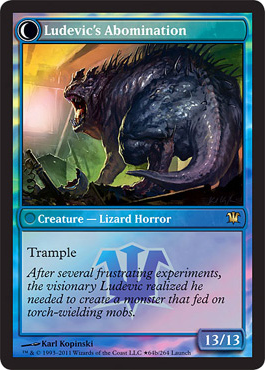 Ludevic's Abomination
Creature — Lizard Horror
Trample
After several frustrating experiments,
the visionary Ludevic realized he
needed to create a monster that fed on
torch-wielding mobs.
13/13
Karl Kopinski
™ & © 1993–2011 Wizards of the Coast LLC ★64b/264 Launch